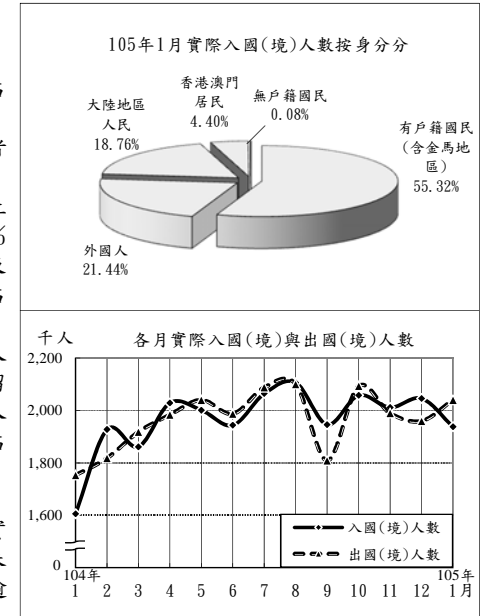 105年1月實際入國(境)人數按身分分
香港澳門
居民
4.40%
無戶籍國民
0.08%
大陸地區
人民
18.76%
有戶籍國民
(含金馬地
區)
55.32%
外國人
21.44%
千人
各月實際入國(境)與出國(境)人數
2,200
2,000
1,800
1,600
0
入國(境)人數
出國(境)人數
104年
105年
1 2 3 4 5 6 7 8 9 10 11 12 1月